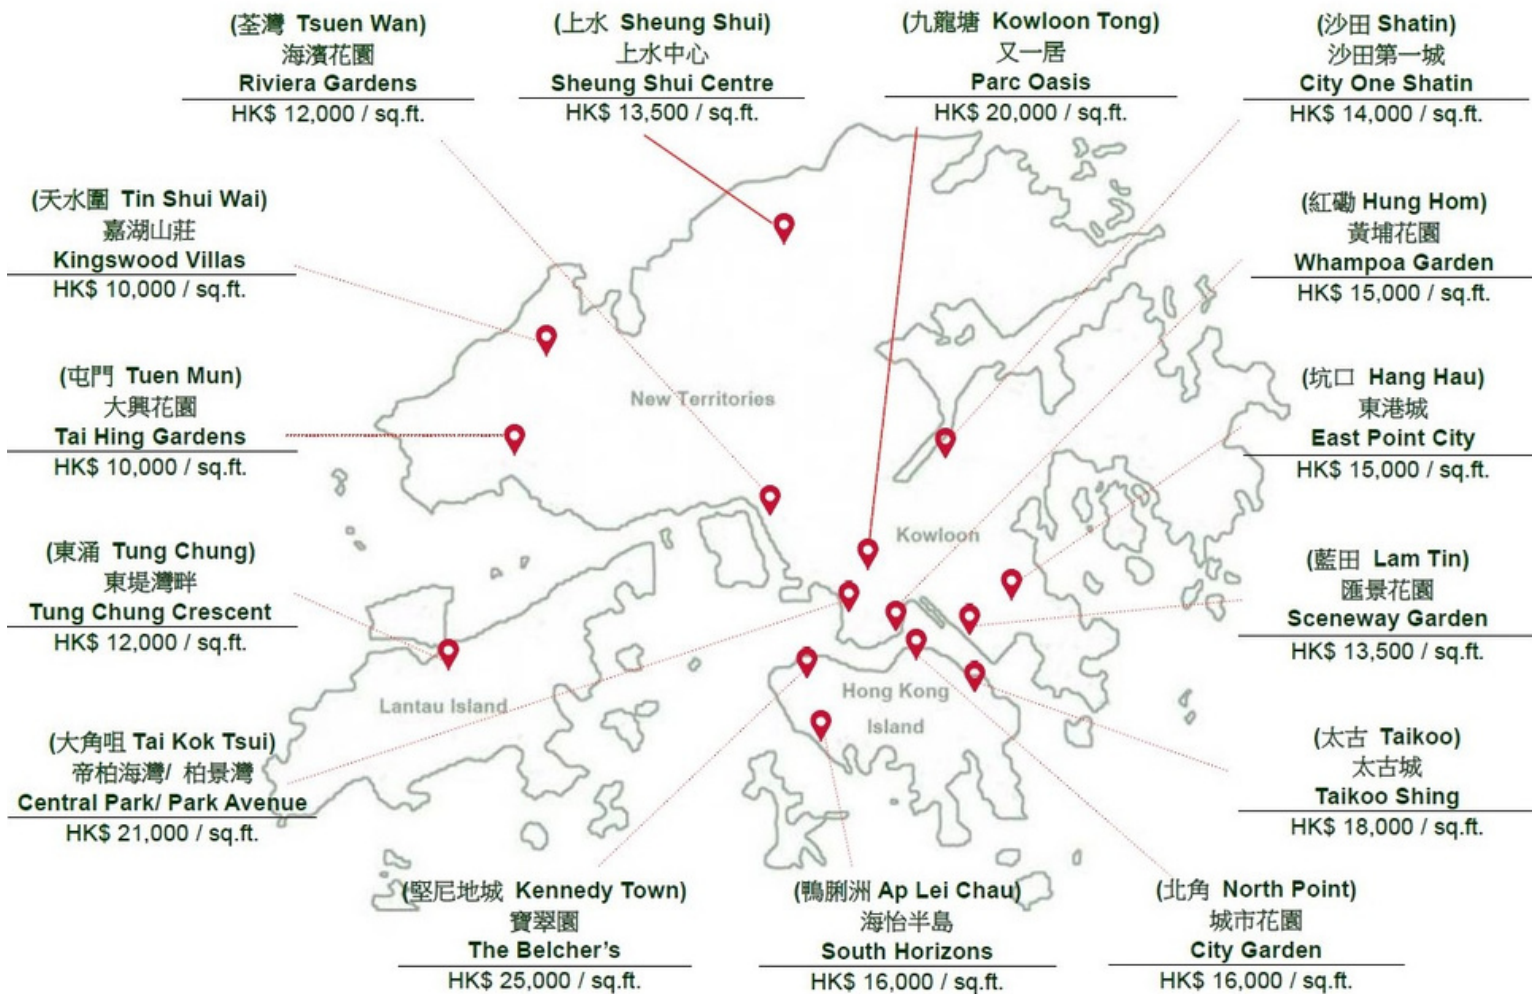 (荃灣 Tsuen Wan)
海濱花園
Riviera Gardens
HK$ 12,000 / sq.ft.
(上水 Sheung Shui)
上水中心
Sheung Shui Centre
HK$ 13,500 / sq.ft.
(九龍塘 Kowloon Tong)
又一居
Parc Oasis
HK$ 20,000 / sq.ft.
(沙田 Shatin)
沙田第一城
City One Shatin
HK$ 14,000 / sq.ft.
(天水圍 Tin Shui Wai)
嘉湖山莊
Kingswood Villas
HK$ 10,000 / sq.ft.
(紅磡 Hung Hom)
黃埔花園
Whampoa Garden
HK$ 15,000 / sq.ft.
(屯門 Tuen Mun)
大興花園
Tai Hing Gardens
HK$ 10,000 / sq.ft.
New Territories
(坑口 Hang Hau)
東港城
East Point City
HK$ 15,000 / sq.ft.
(東涌 Tung Chung)
東堤灣畔
Tung Chung Crescent
HK$ 12,000 / sq.ft.
Kowloon
(藍田 Lam Tin)
匯景花園
Sceneway Garden
HK$ 13,500 / sq.ft.
Lantau Island
Hong Kong
Island
(大角咀 Tai Kok Tsui)
帝柏海灣/ 柏景灣
Central Park/ Park Avenue
HK$ 21,000 / sq.ft.
(太古 Taikoo)
太古城
Taikoo Shing
HK$ 18,000 / sq.ft.
(堅尼地城 Kennedy Town)
寶翠園
The Belcher’s
HK$ 25,000 / sq.ft.
(鴨脷洲 Ap Lei Chau)
海怡半島
South Horizons
HK$ 16,000 / sq.ft.
(北角 North Point)
城市花園
City Garden
HK$ 16,000 / sq.ft.